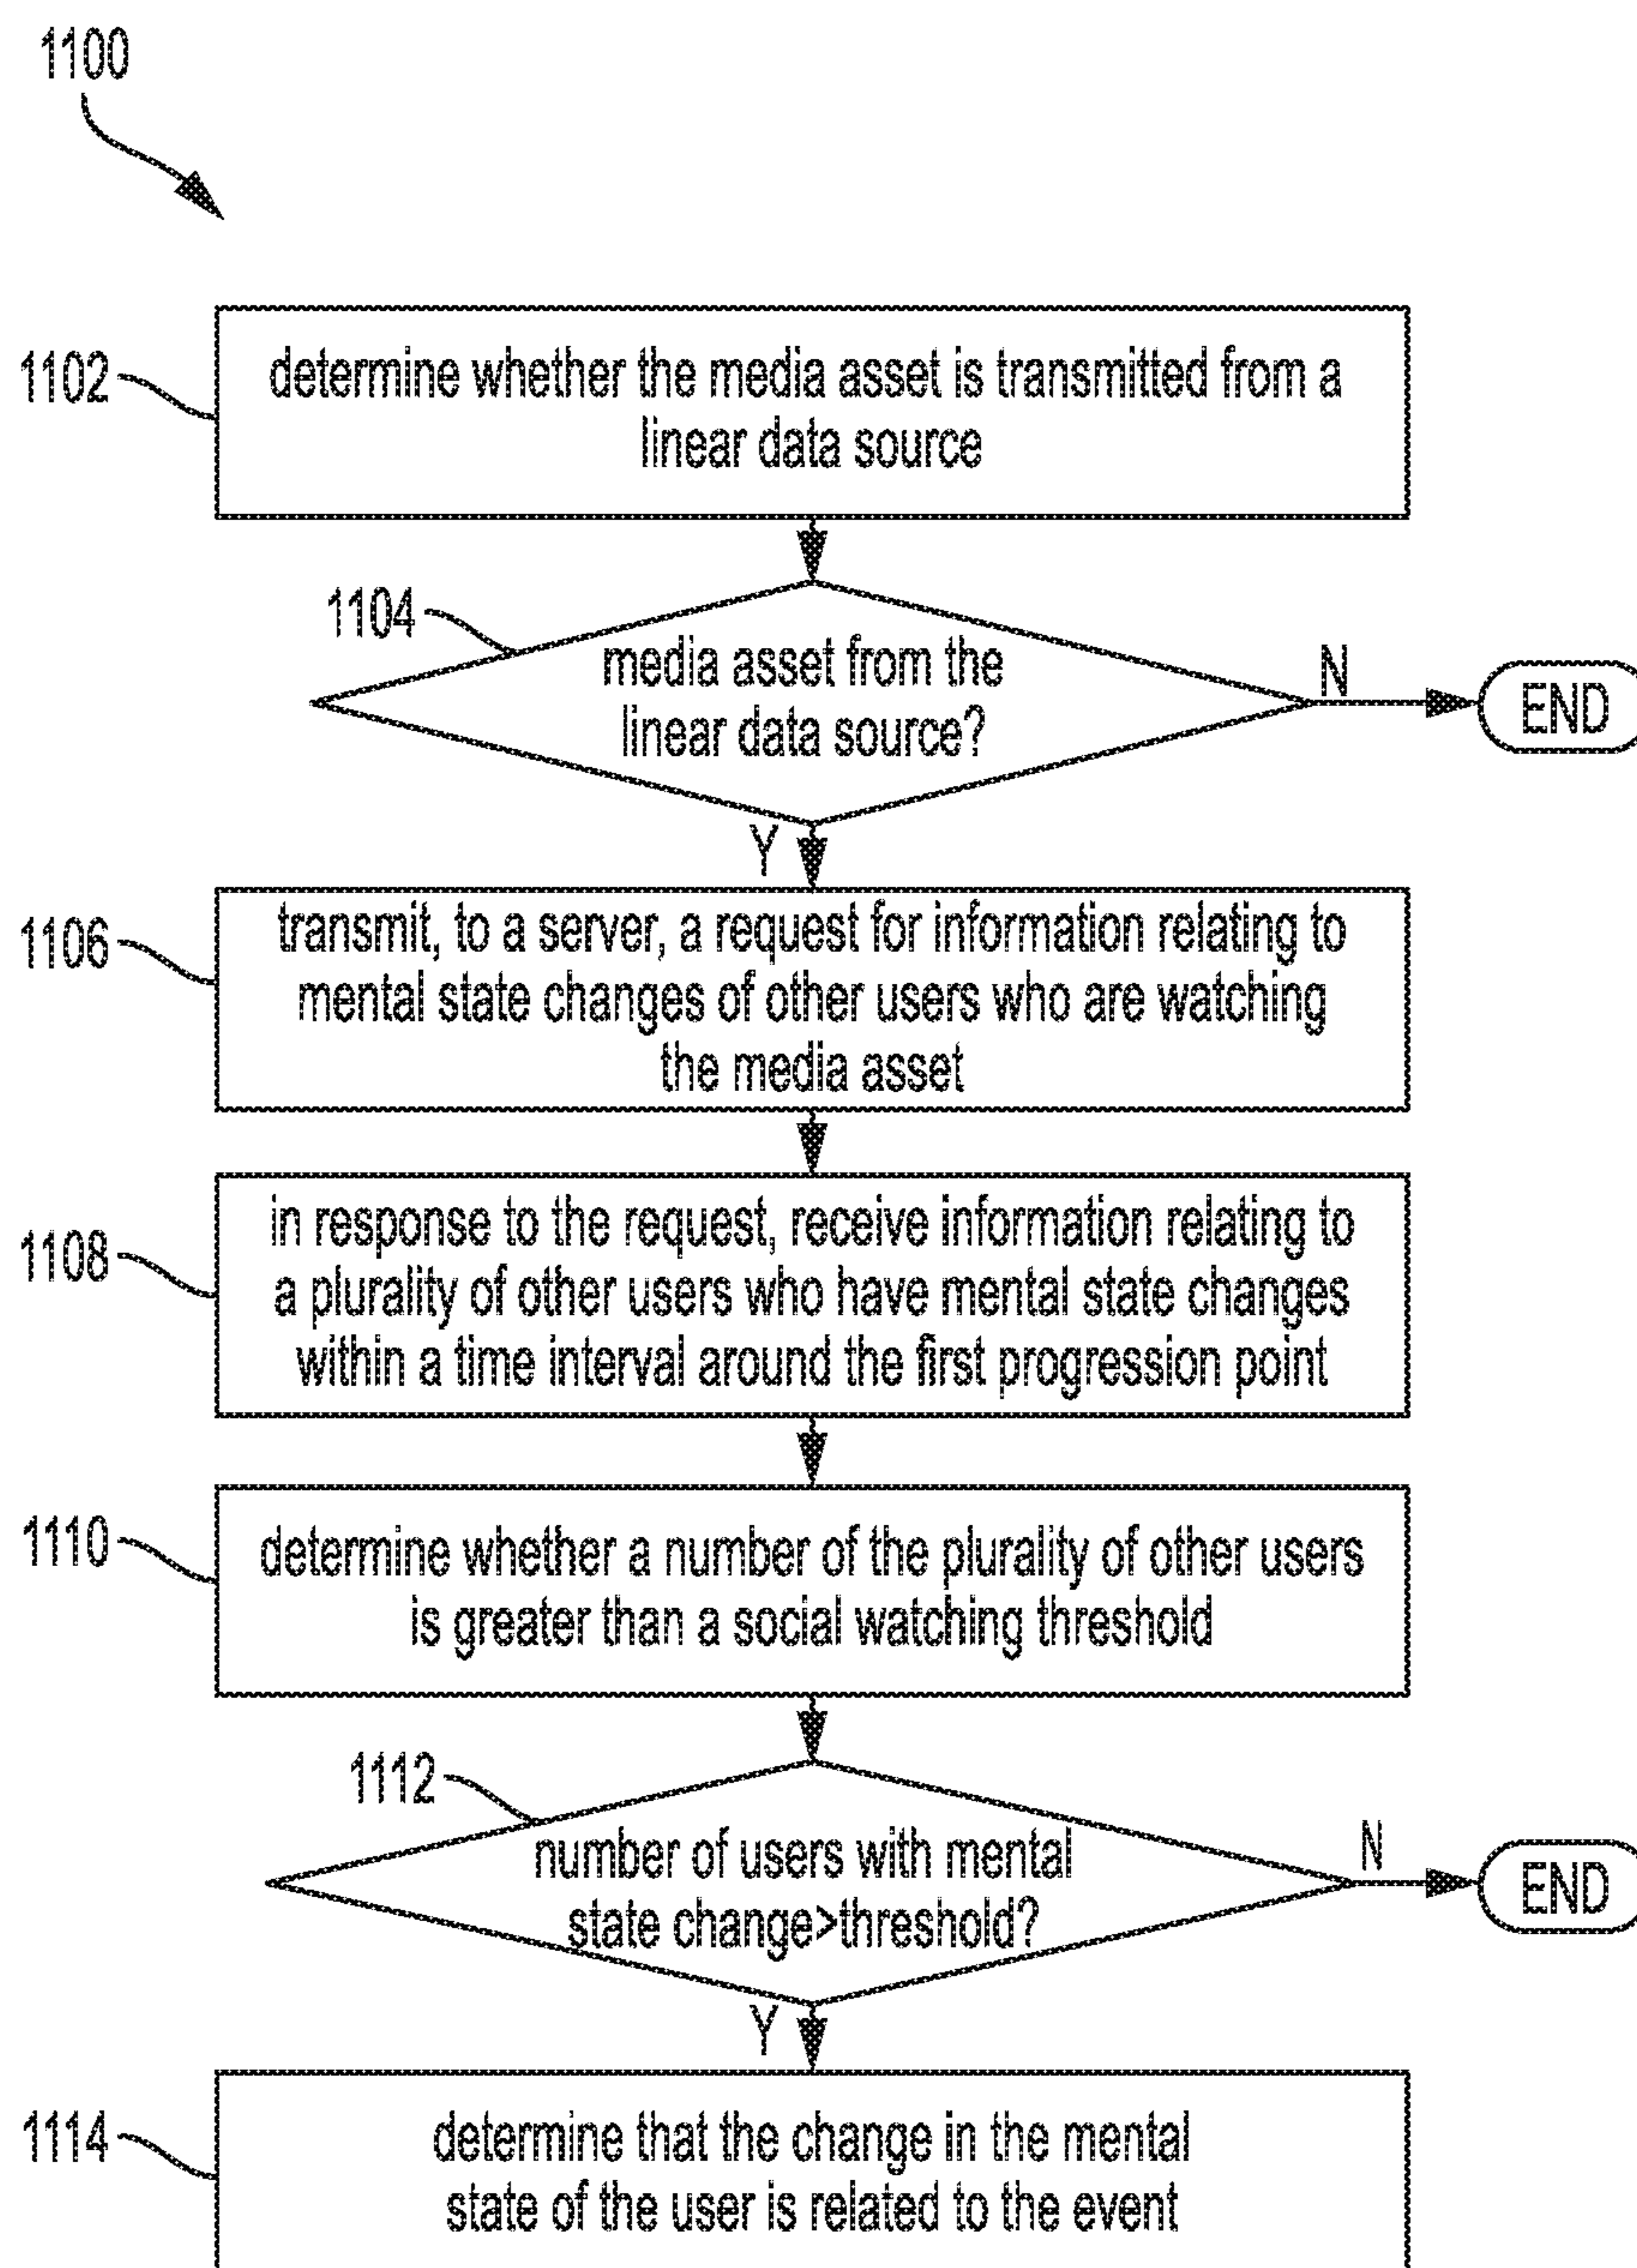 1100
1102
determine whether the media asset is transmitted from a
linear data source
1104
media asset from the
linear data source?
N
END
Y
1106
transmit, to a server, a request for information relating to
mental state changes of other users who are watching
the media asset
1108
in response to the request, receive information relating to
a plurality of other users who have mental state changes
within a time interval around the first progression point
1110
determine whether a number of the plurality of other users
is greater than a social watching threshold
1112
number of users with mental
state change>threshold?
N
END
Y
1114
determine that the change in the mental
state of the user is related to the event